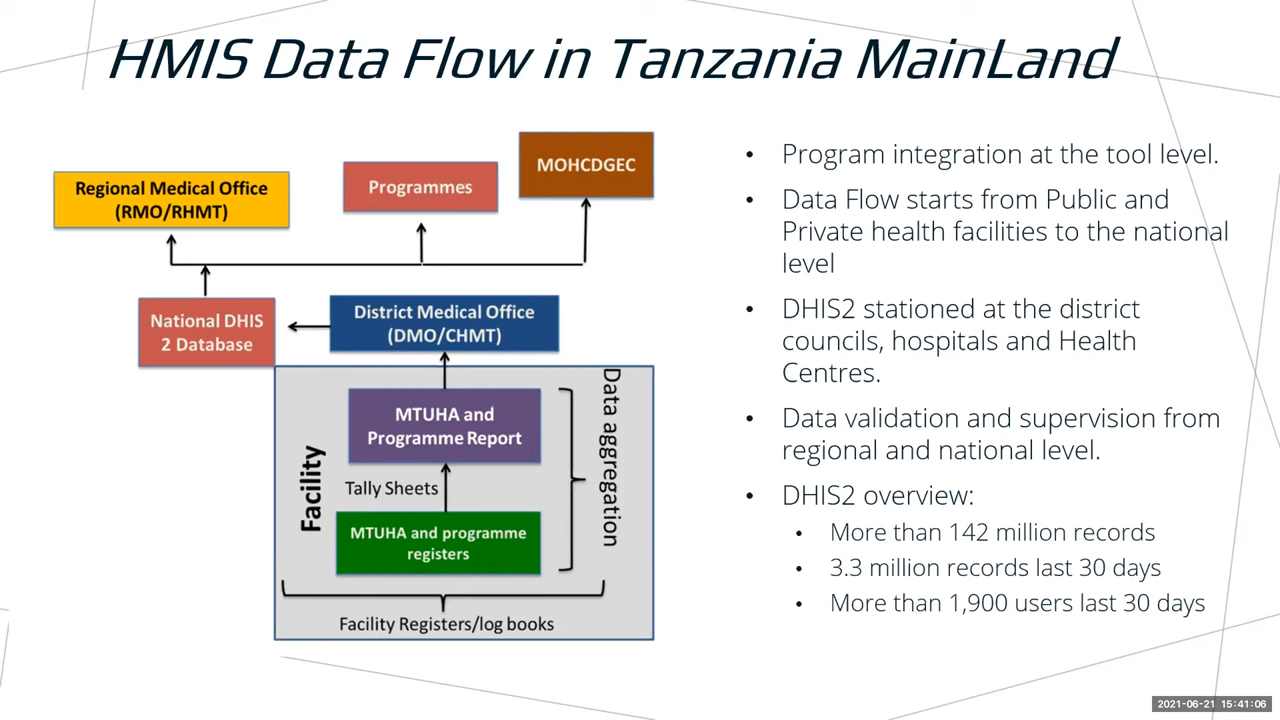 HMIS Data Flow in Tanzania MainLand
MOHCDGEC
Programmes
Regional Medical Office
(RMO/RHMT)
National DHIS
2 Database
District Medical Office
(DMO/CHMT)
MTUHA and
Programme Report
Data aggregation
Facility
Tally Sheets
MTUHA and programme
registers
Facility Registers/log books
• Program integration at the tool level.
• Data Flow starts from Public and
Private health facilities to the national
level
• DHIS2 stationed at the district
councils, hospitals and Health
Centres.
• Data validation and supervision from
regional and national level.
• DHIS2 overview:
• More than 142 million records
• 3.3 million records last 30 days
• More than 1,900 users last 30 days
2021-06-21 15:41:06